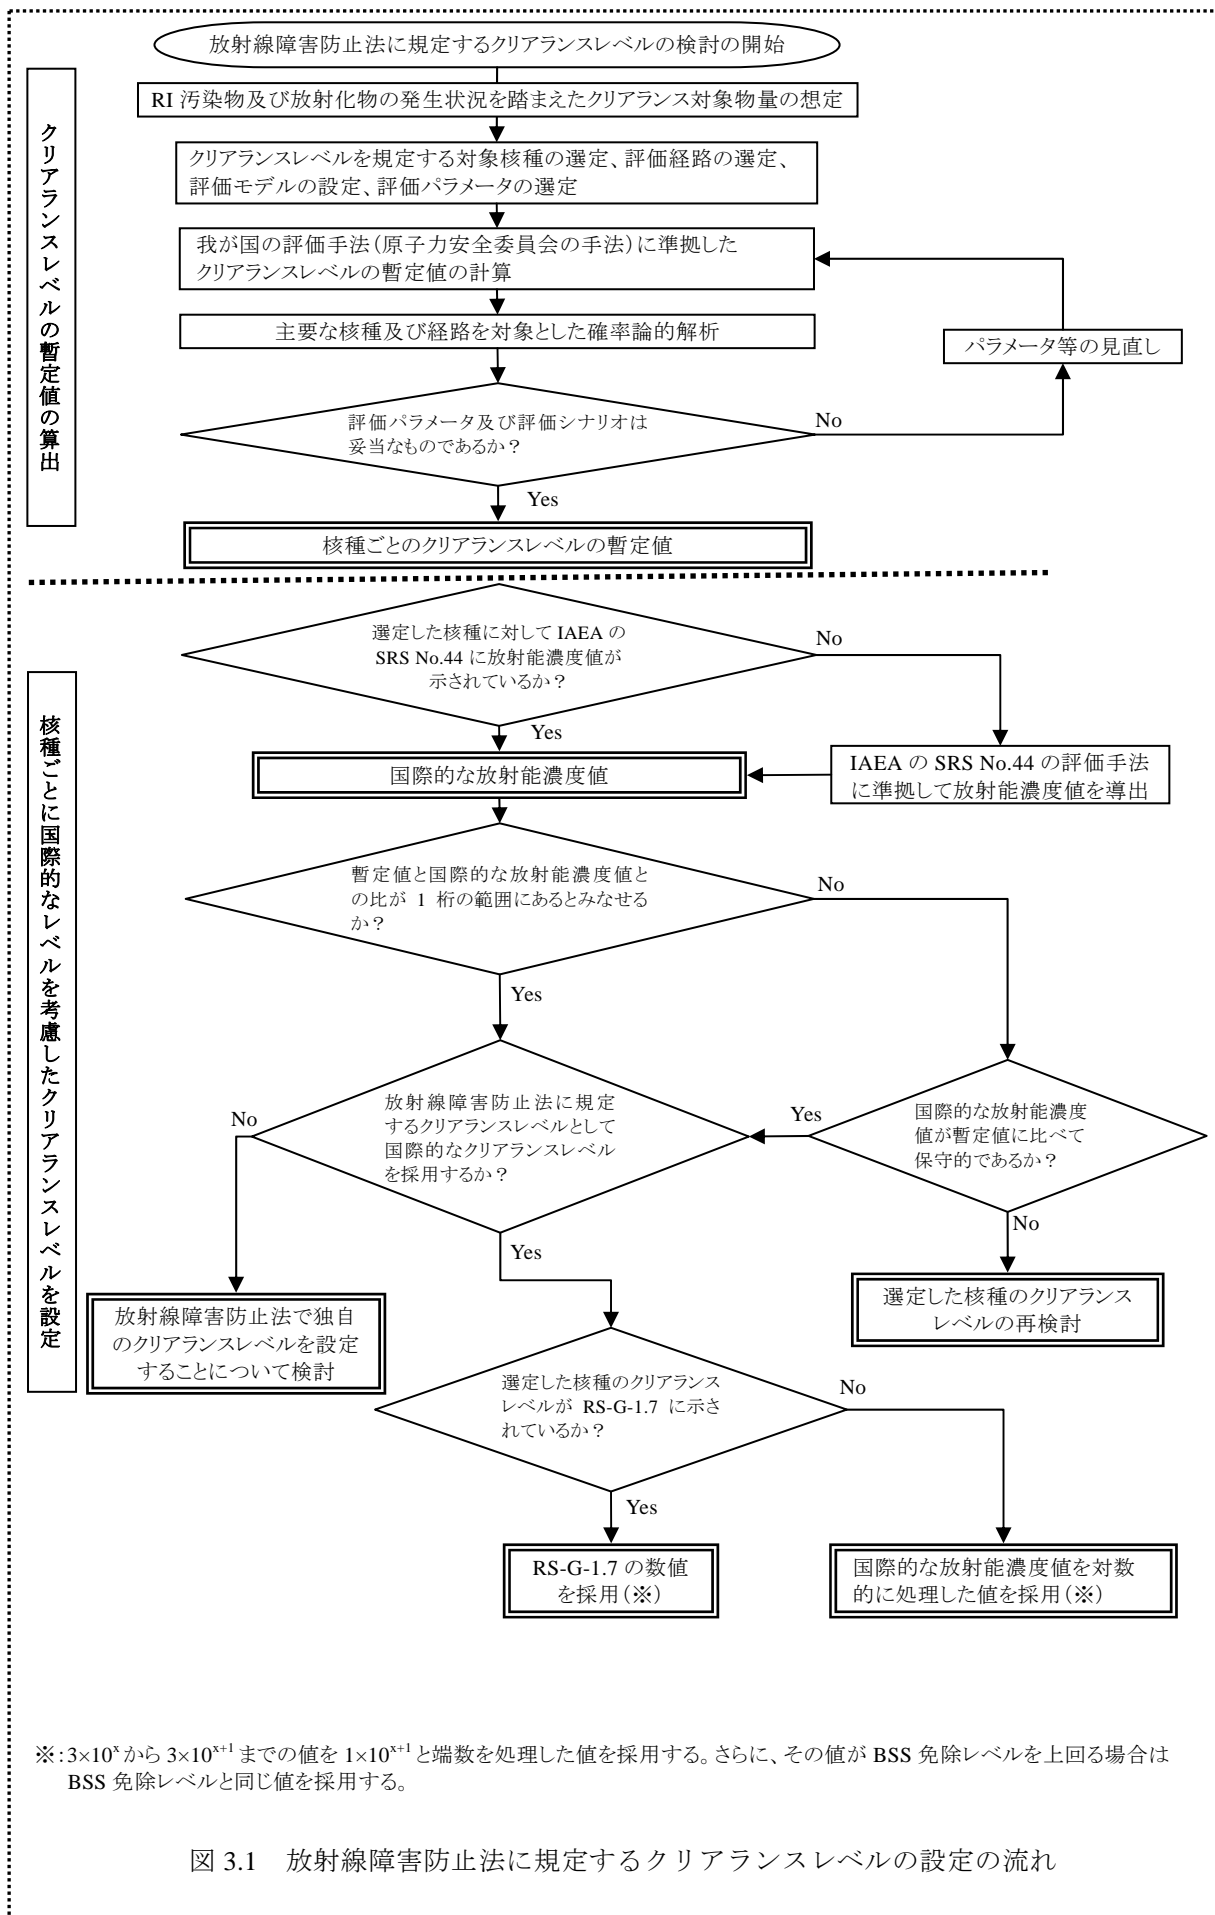 放射線障害防止法に規定するクリアランスレベルの検討の開始
クリアランスレベルの暫定値の算出
RI 汚染物及び放射化物の発生状況を踏まえたクリアランス対象物量の想定
クリアランスレベルを規定する対象核種の選定、評価経路の選定、
評価モデルの設定、評価パラメータの選定
我が国の評価手法(原子力安全委員会の手法)に準拠した
クリアランスレベルの暫定値の計算
主要な核種及び経路を対象とした確率論的解析
パラメータ等の見直し
評価パラメータ及び評価シナリオは
妥当なものであるか？
No
Yes
核種ごとのクリアランスレベルの暫定値
核種ごとに国際的なレベルを考慮したクリアランスレベルを設定
選定した核種に対して IAEA の
SRS No.44 に放射能濃度値が
示されているか？
No
Yes
国際的な放射能濃度値
IAEA の SRS No.44 の評価手法
に準拠して放射能濃度値を導出
暫定値と国際的な放射能濃度値と
の比が 1 桁の範囲にあるとみなせる
か？
No
Yes
放射線障害防止法に規定
するクリアランスレベルとして
国際的なクリアランスレベル
を採用するか？
No
Yes
国際的な放射能濃度
値が暫定値に比べて
保守的であるか？
Yes
No
放射線障害防止法で独自
のクリアランスレベルを設定
することについて検討
選定した核種のクリアランス
レベルの再検討
選定した核種のクリアランス
レベルが RS-G-1.7 に示さ
れているか？
No
Yes
RS-G-1.7 の数値
を採用(※)
国際的な放射能濃度値を対数
的に処理した値を採用(※)
※:3×10ˣから 3×10ˣ⁺¹までの値を 1×10ˣ⁺¹と端数を処理した値を採用する。さらに、その値が BSS 免除レベルを上回る場合は
BSS 免除レベルと同じ値を採用する。
図 3.1 放射線障害防止法に規定するクリアランスレベルの設定の流れ